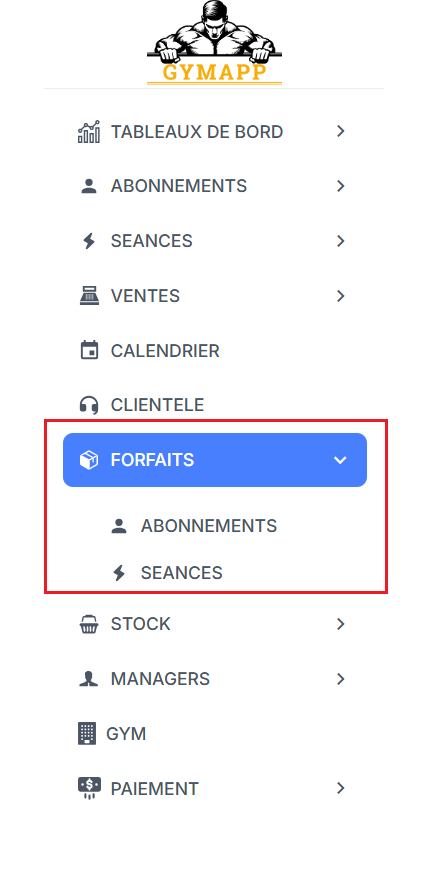 GYMAPP
TABLEAUX DE BORD
ABONNEMENTS
SEANCES
VENTES
CALENDRIER
CLIENTELE
FORFAITS
ABONNEMENTS
SEANCES
STOCK
MANAGERS
GYM
PAIEMENT